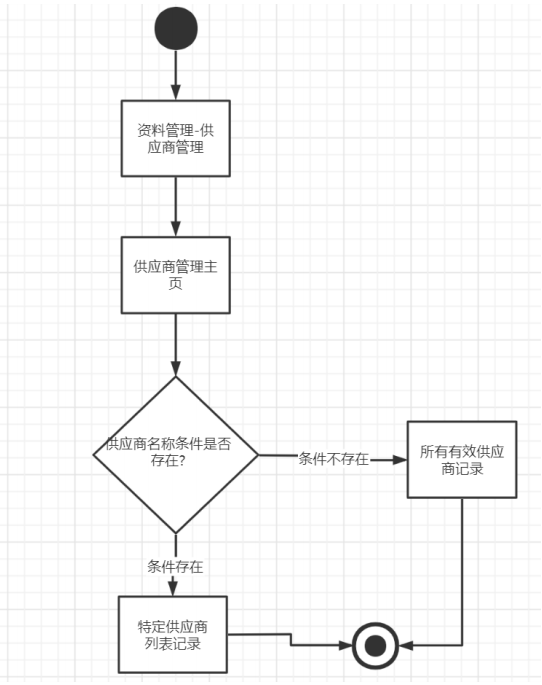 资料管理-供
应商管理
供应商管理主
页
供应商名称条件是否
存在?
条件不存在
所有有效供应
商记录
条件存在
特定供应商
列表记录